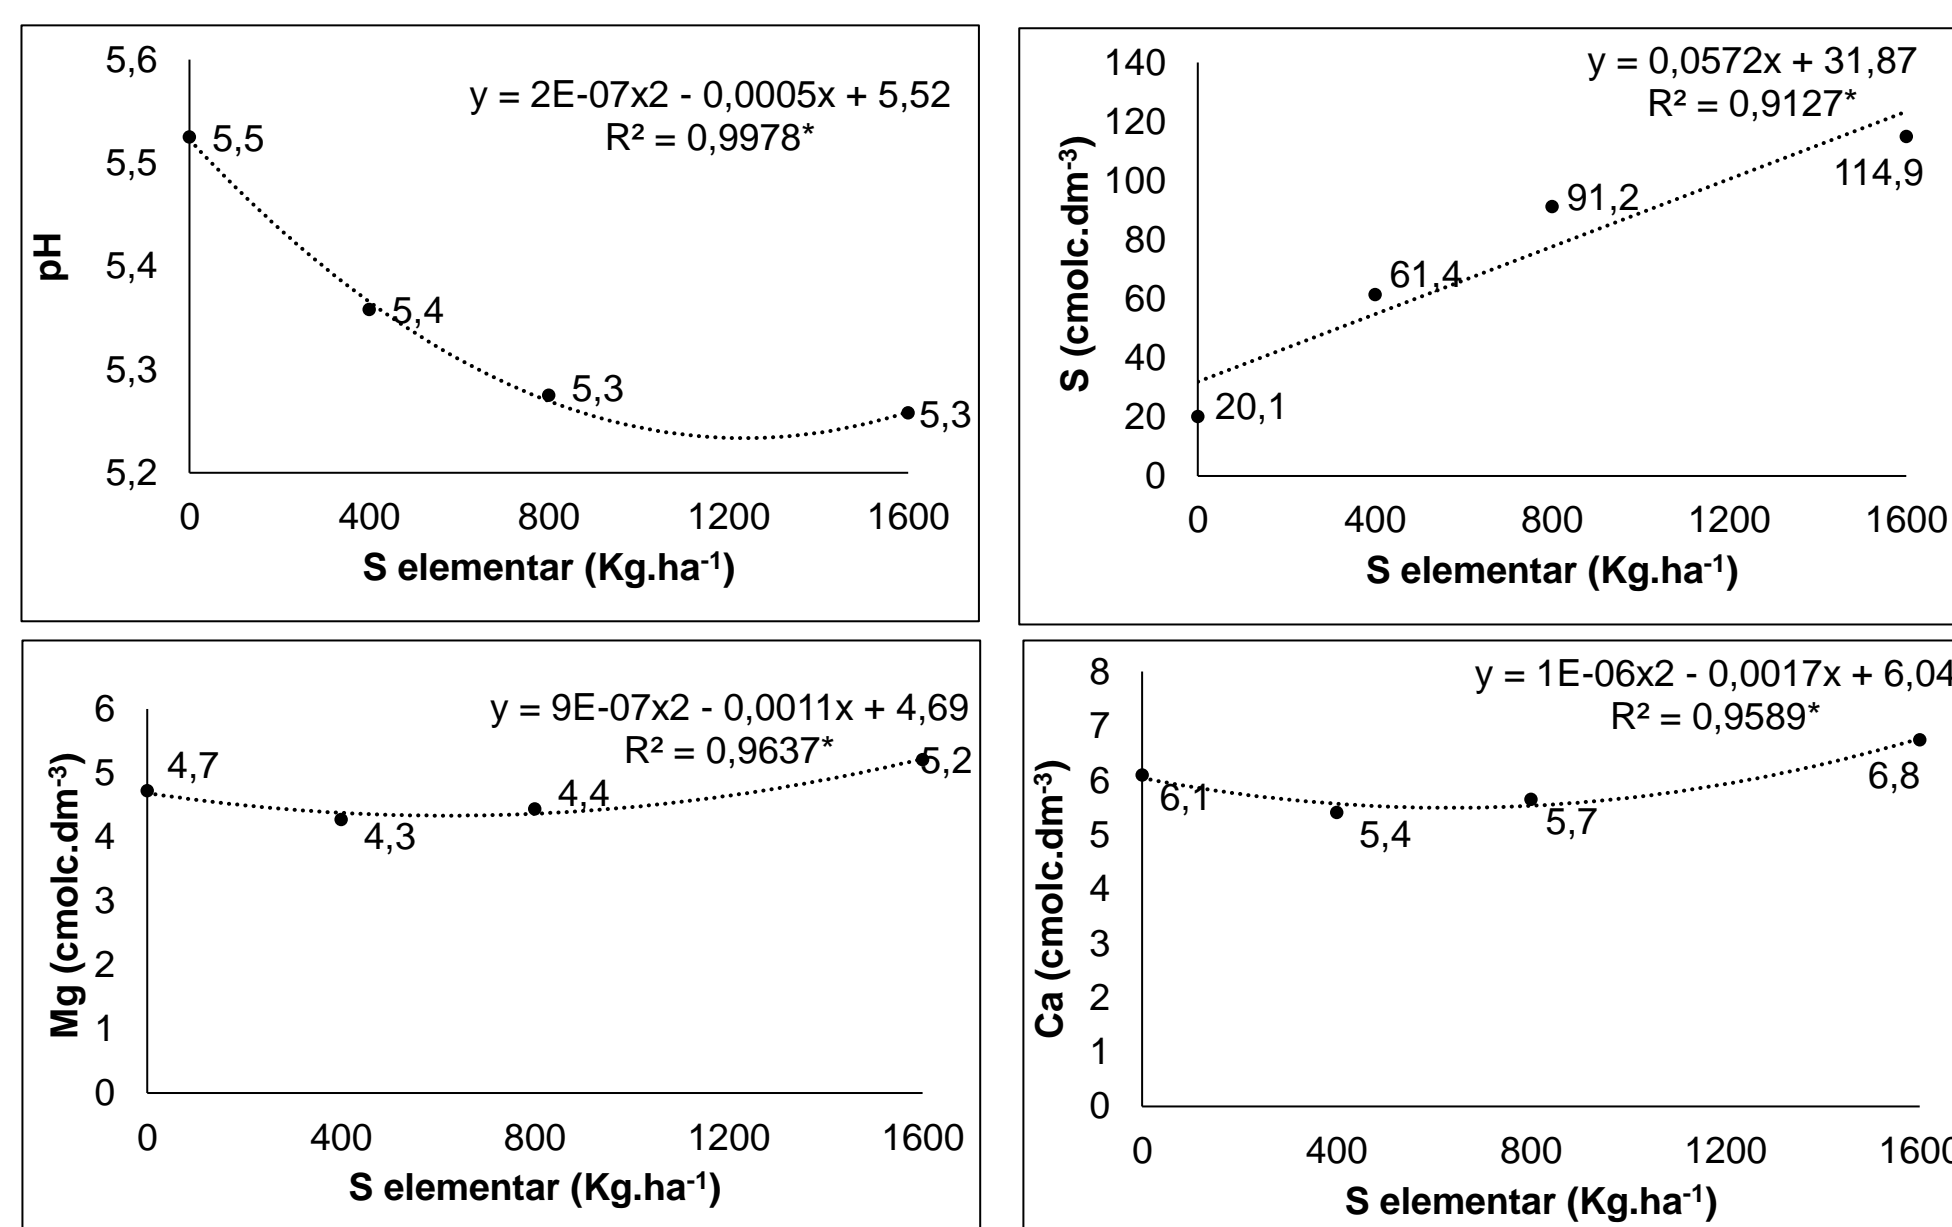 5,6
5,5
5,4
5,3
5,2
pH
y = 2E-07x2 - 0,0005x + 5,52
R² = 0,9978*
5,5
5,4
5,3
5,3
0 400 800 1200 1600
S elementar (Kg.ha-1)
140
120
100
80
60
40
20
0
S (cmolc.dm-3)
y = 0,0572x + 31,87
R² = 0,9127*
20,1
61,4
91,2
114,9
0 400 800 1200 1600
S elementar (Kg.ha-1)
6
5
4
3
2
1
0
Mg (cmolc.dm-3)
y = 9E-07x2 - 0,0011x + 4,69
R² = 0,9637*
4,7
4,3
4,4
5,2
0 400 800 1200 1600
S elementar (Kg.ha-1)
8
7
6
5
4
3
2
1
0
Ca (cmolc.dm-3)
y = 1E-06x2 - 0,0017x + 6,04
R² = 0,9589*
6,1
5,4
5,7
6,8
0 400 800 1200 1600
S elementar (Kg.ha-1)